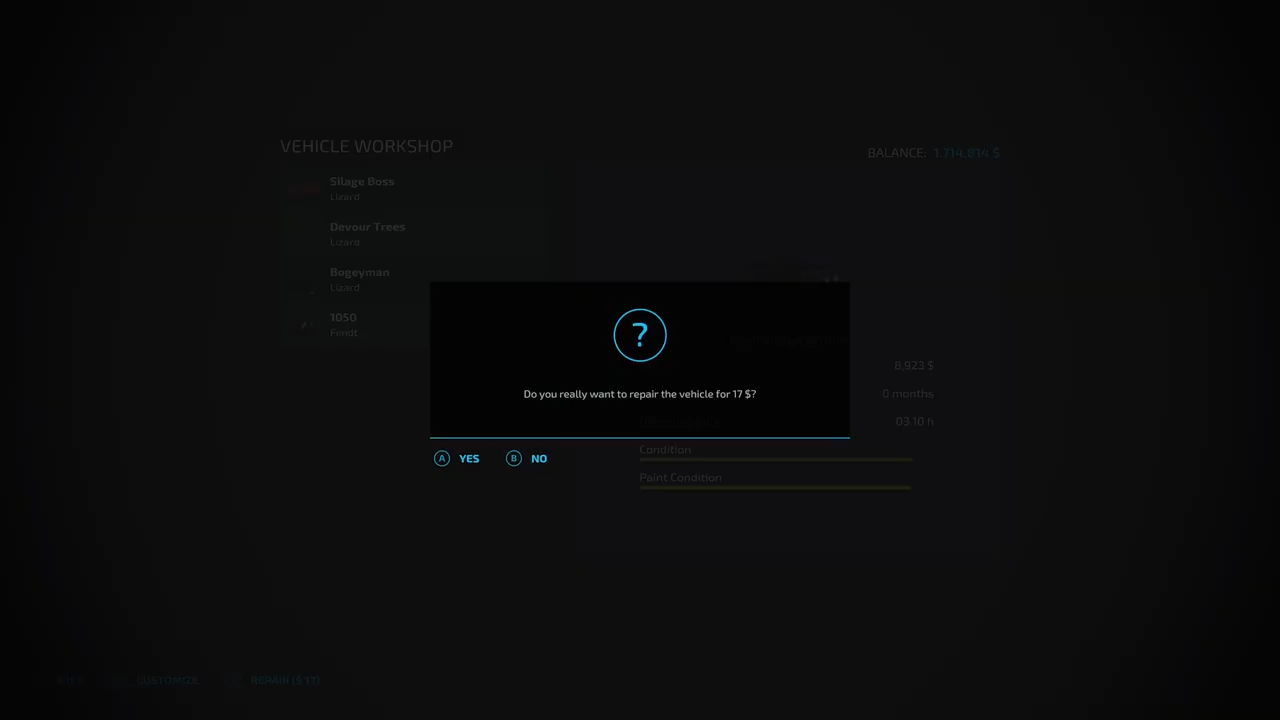 VEHICLE WORKSHOP
BALANCE: 1,714,814 $
Silage Boss
Lizard
Devour Trees
Lizard
Bogeyman
Lizard
1050
Fendt
?
Do you really want to repair the vehicle for 17 $?
8,923 $
0 months
03:10 h
A YES B NO
Condition
Paint Condition
CUSTOMIZE REPAIR ($ 17)